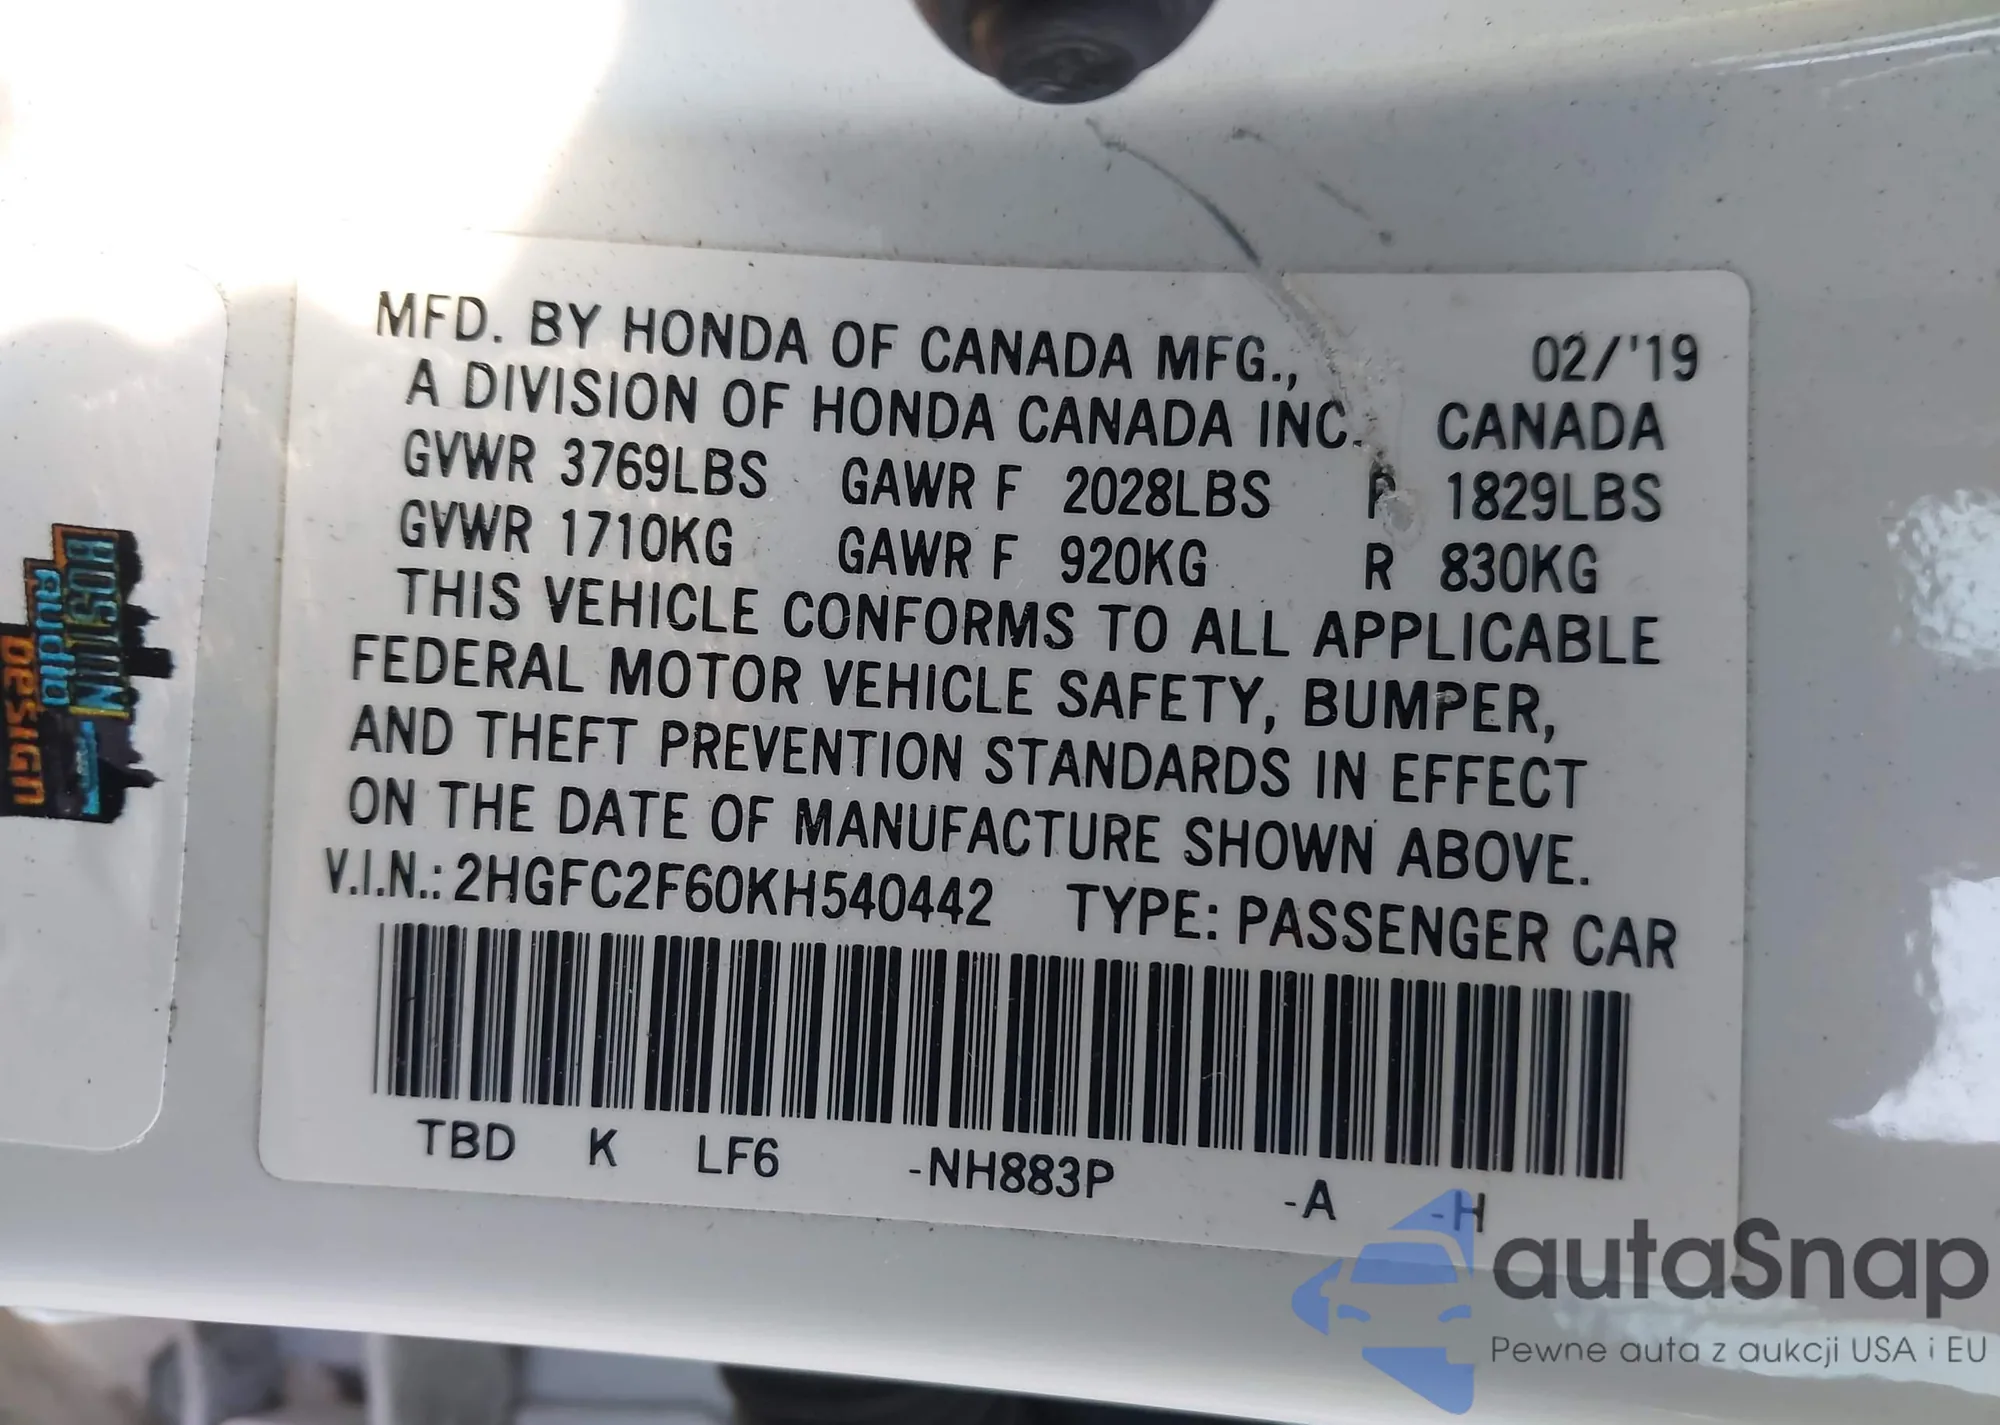 MFD. BY HONDA OF CANADA MFG., 02/'19
A DIVISION OF HONDA CANADA INC. CANADA
GVWR 3769LBS GAWR F 2028LBS R 1829LBS
GVWR 1710KG GAWR F 920KG R 830KG
THIS VEHICLE CONFORMS TO ALL APPLICABLE
FEDERAL MOTOR VEHICLE SAFETY, BUMPER,
AND THEFT PREVENTION STANDARDS IN EFFECT
ON THE DATE OF MANUFACTURE SHOWN ABOVE.
V.I.N.: 2HGFC2F60KH540442 TYPE: PASSENGER CAR
TBD K LF6 -NH883P -A -H
BOSTON
AUDIO
DESIGN
autaSnap
Pewne auta z aukcji USA i EU